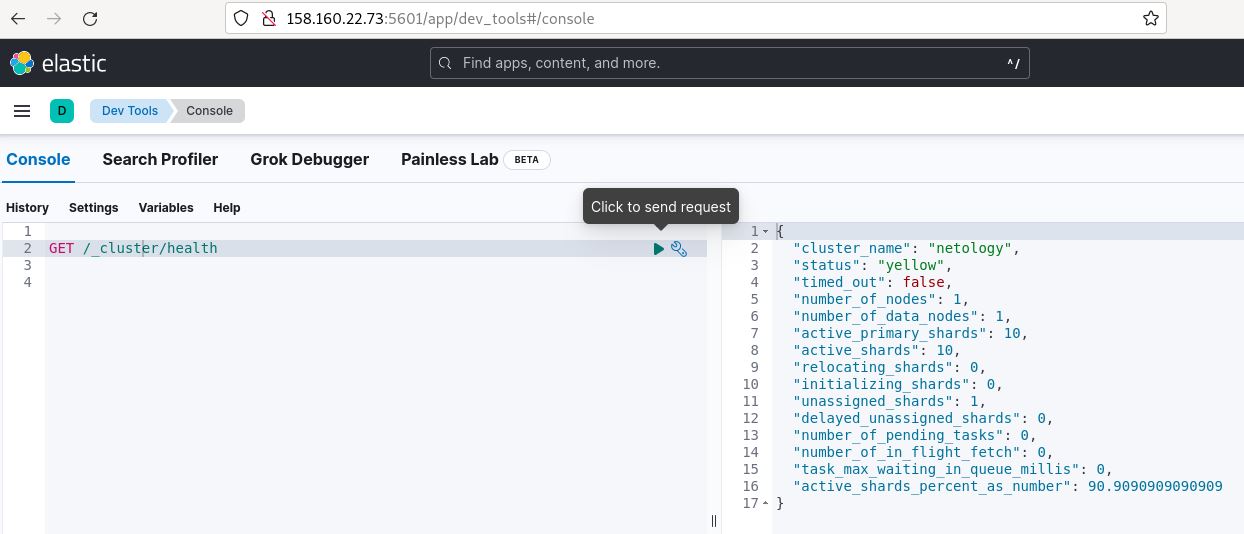 158.160.22.73:5601/app/dev_tools#/console
elastic
Find apps, content, and more.
^/
D
Dev Tools
Console
Console
Search Profiler
Grok Debugger
Painless Lab
BETA
History
Settings
Variables
Help
Click to send request
1
2 GET /_cluster/health
3
4
1 {
2 "cluster_name": "netology",
3 "status": "yellow",
4 "timed_out": false,
5 "number_of_nodes": 1,
6 "number_of_data_nodes": 1,
7 "active_primary_shards": 10,
8 "active_shards": 10,
9 "relocating_shards": 0,
10 "initializing_shards": 0,
11 "unassigned_shards": 1,
12 "delayed_unassigned_shards": 0,
13 "number_of_pending_tasks": 0,
14 "number_of_in_flight_fetch": 0,
15 "task_max_waiting_in_queue_millis": 0,
16 "active_shards_percent_as_number": 90.9090909090909
17 }